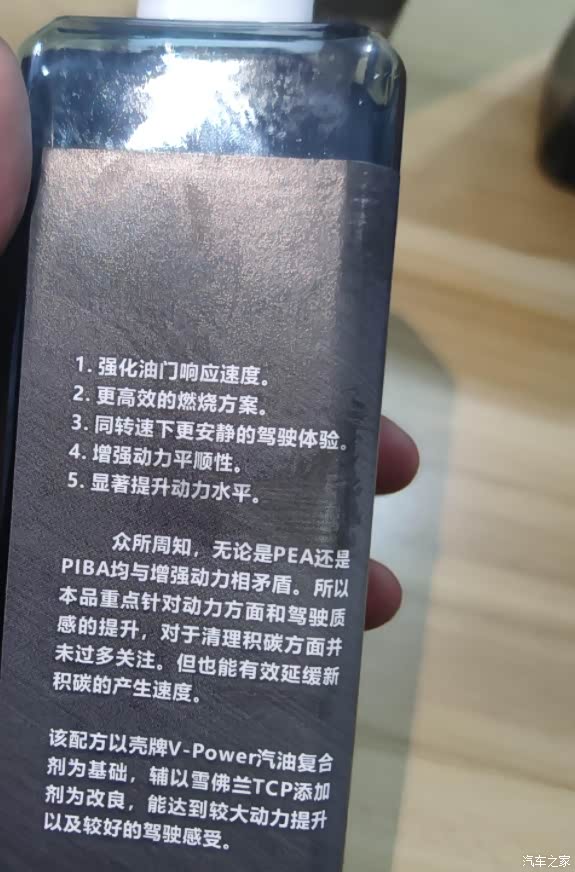 1. 强化油门响应速度。
2. 更高效的燃烧方案。
3. 同转速下更安静的驾驶体验。
4. 增强动力平顺性。
5. 显著提升动力水平。
众所周知，无论是PEA还是
PIBA均与增强动力相矛盾。所以
本品重点针对动力方面和驾驶质
感的提升，对于清理积碳方面并
未过多关注。但也能有效延缓新
积碳的产生速度。
该配方以壳牌V-Power汽油复合
剂为基础，辅以雪佛兰TCP添加
剂为改良，能达到较大动力提升
以及较好的驾驶感受。
汽车之家